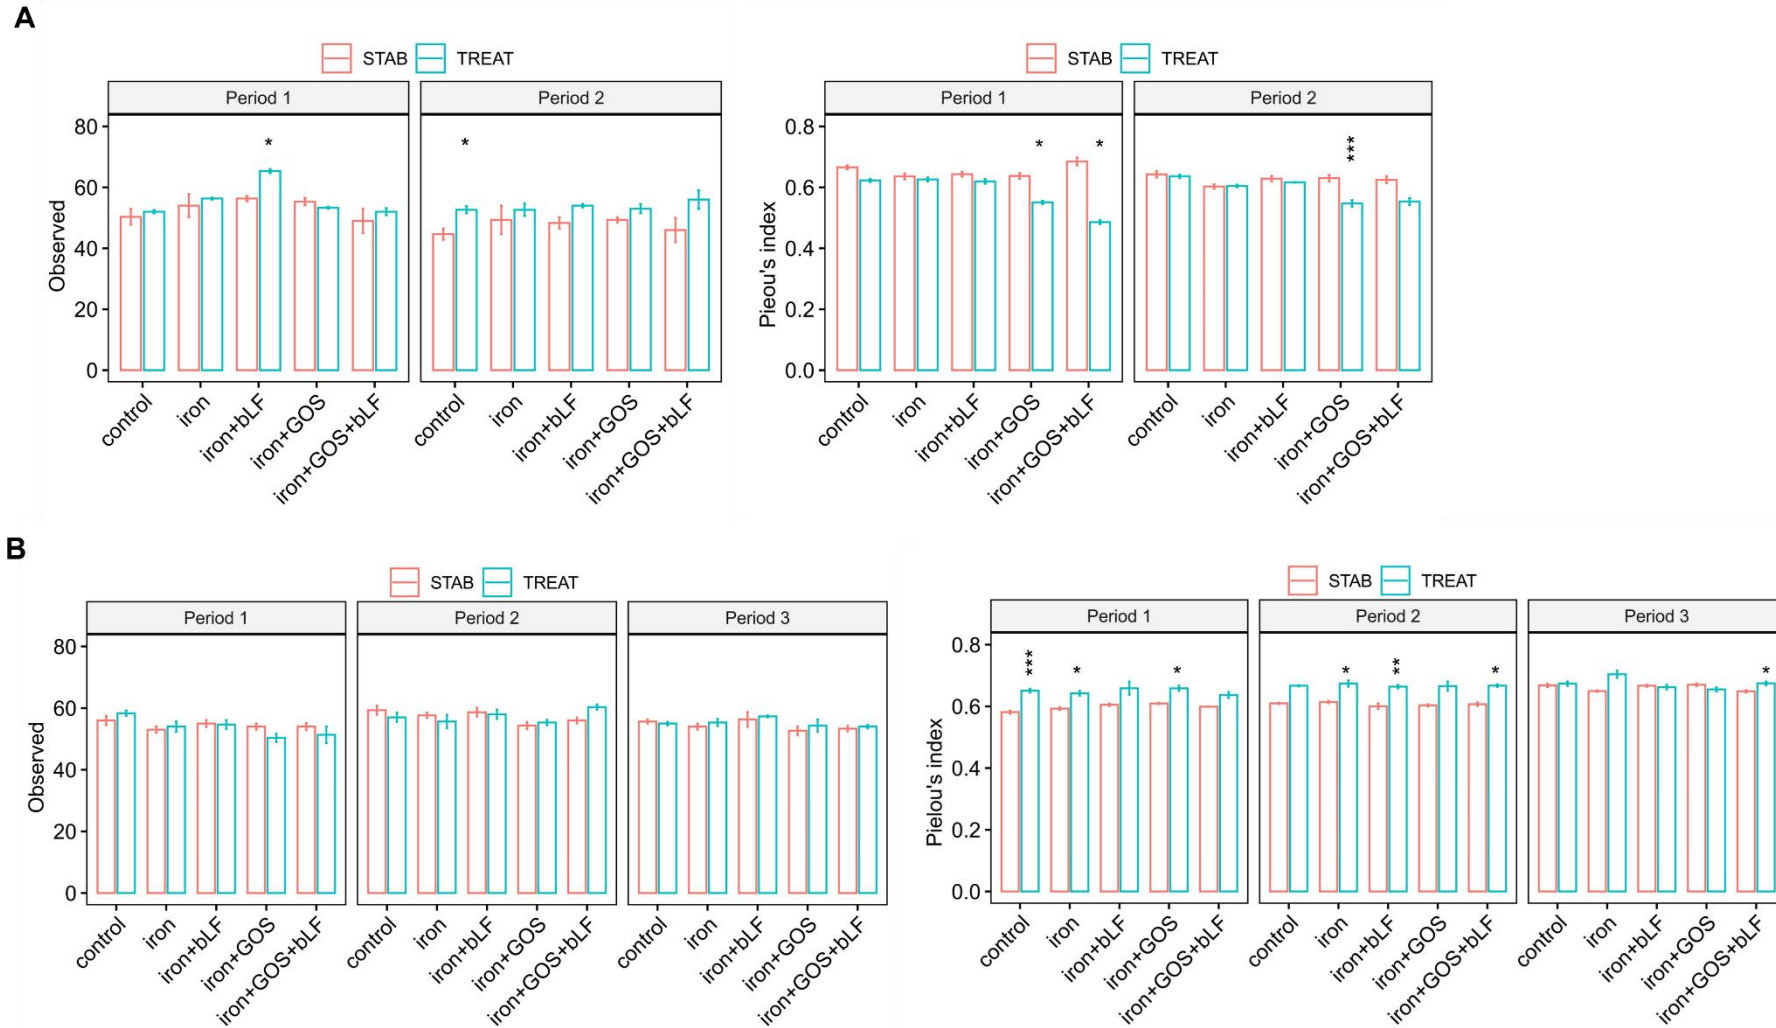 A
STAB TREAT
Period 1 Period 2
Observed
80
60
40
20
0
* *
control iron iron+bLF iron+GOS iron+GOS+bLF control iron iron+bLF iron+GOS iron+GOS+bLF
STAB TREAT
Period 1 Period 2
Pieou's index
0.8
0.6
0.4
0.2
0.0
* * ***
control iron iron+bLF iron+GOS iron+GOS+bLF control iron iron+bLF iron+GOS iron+GOS+bLF
B
STAB TREAT
Period 1 Period 2 Period 3
Observed
80
60
40
20
0
control iron iron+bLF iron+GOS iron+GOS+bLF control iron iron+bLF iron+GOS iron+GOS+bLF control iron iron+bLF iron+GOS iron+GOS+bLF
STAB TREAT
Period 1 Period 2 Period 3
Pielou's index
0.8
0.6
0.4
0.2
0.0
*** * * * ** * *
control iron iron+bLF iron+GOS iron+GOS+bLF control iron iron+bLF iron+GOS iron+GOS+bLF control iron iron+bLF iron+GOS iron+GOS+bLF